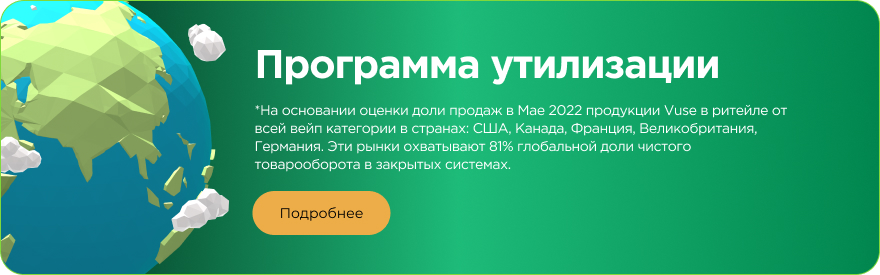 Программа утилизации
*На основании оценки доли продаж в Мае 2022 продукции Vuse в ритейле от
всей вейп категории в странах: США, Канада, Франция, Великобритания,
Германия. Эти рынки охватывают 81% глобальной доли чистого
товарооборота в закрытых системах.
Подробнее